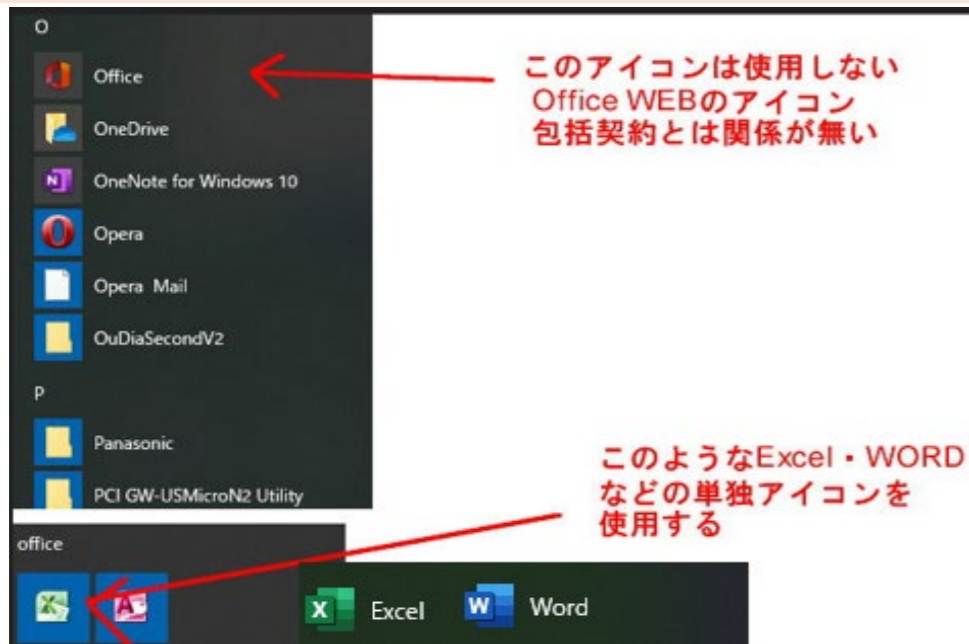 O
Office
このアイコンは使用しない
Office WEBのアイコン
包括契約とは関係が無い
OneDrive
OneNote for Windows 10
Opera
Opera Mail
OuDiaSecondV2
P
Panasonic
PCI GW-USMicroN2 Utility
このようなExcel・WORD
などの単独アイコンを
使用する
office
Excel
Word